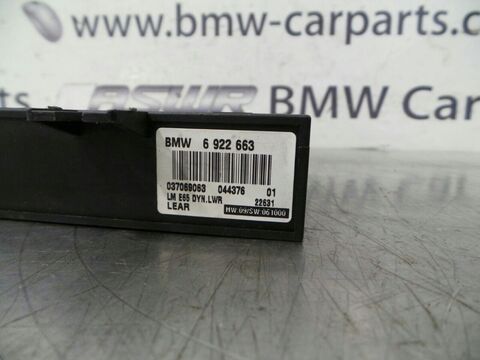 www.bmw-carparts.co
BSWR BMW Car
BMW 6 922 663
037069063 044376 01
LM E65 DYN.LWR 22631
LEAR HW:09/SW:061000